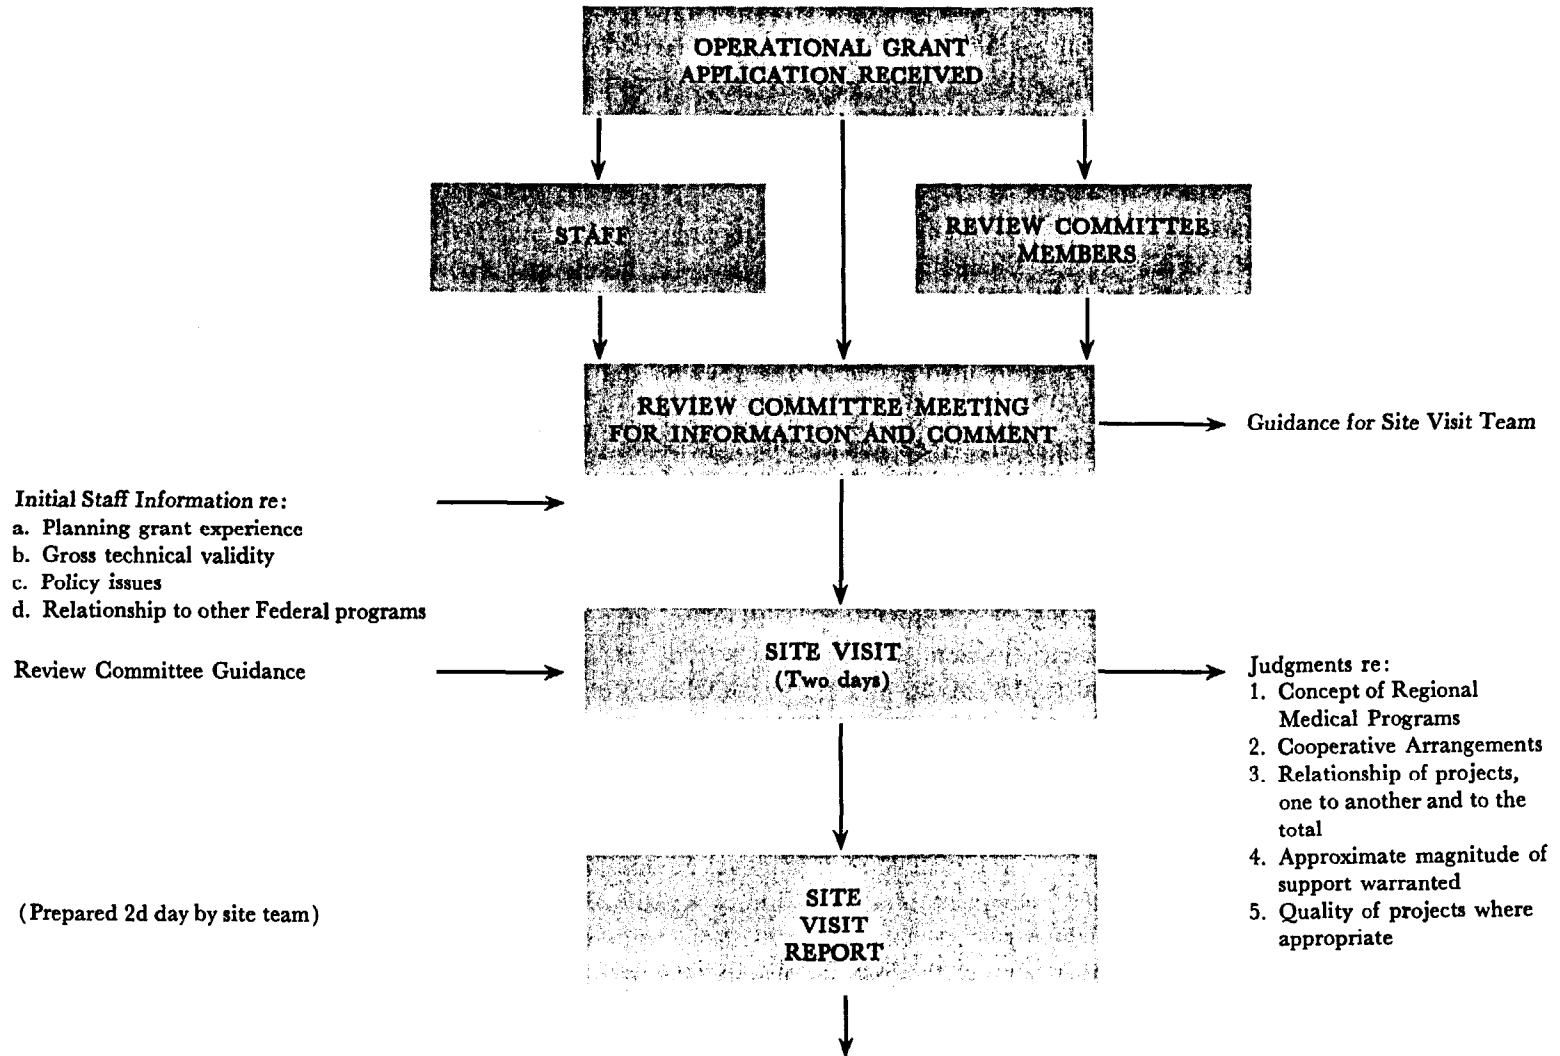 OPERATIONAL GRANT
APPLICATION RECEIVED
STAFF
REVIEW COMMITTEE
MEMBERS
REVIEW COMMITTEE MEETING
FOR INFORMATION AND COMMENT
Guidance for Site Visit Team
Initial Staff Information re:
a. Planning grant experience
b. Gross technical validity
c. Policy issues
d. Relationship to other Federal programs
Review Committee Guidance
SITE VISIT
(Two days)
Judgments re:
1. Concept of Regional
Medical Programs
2. Cooperative Arrangements
3. Relationship of projects,
one to another and to the
total
4. Approximate magnitude of
support warranted
5. Quality of projects where
appropriate
(Prepared 2d day by site team)
SITE
VISIT
REPORT